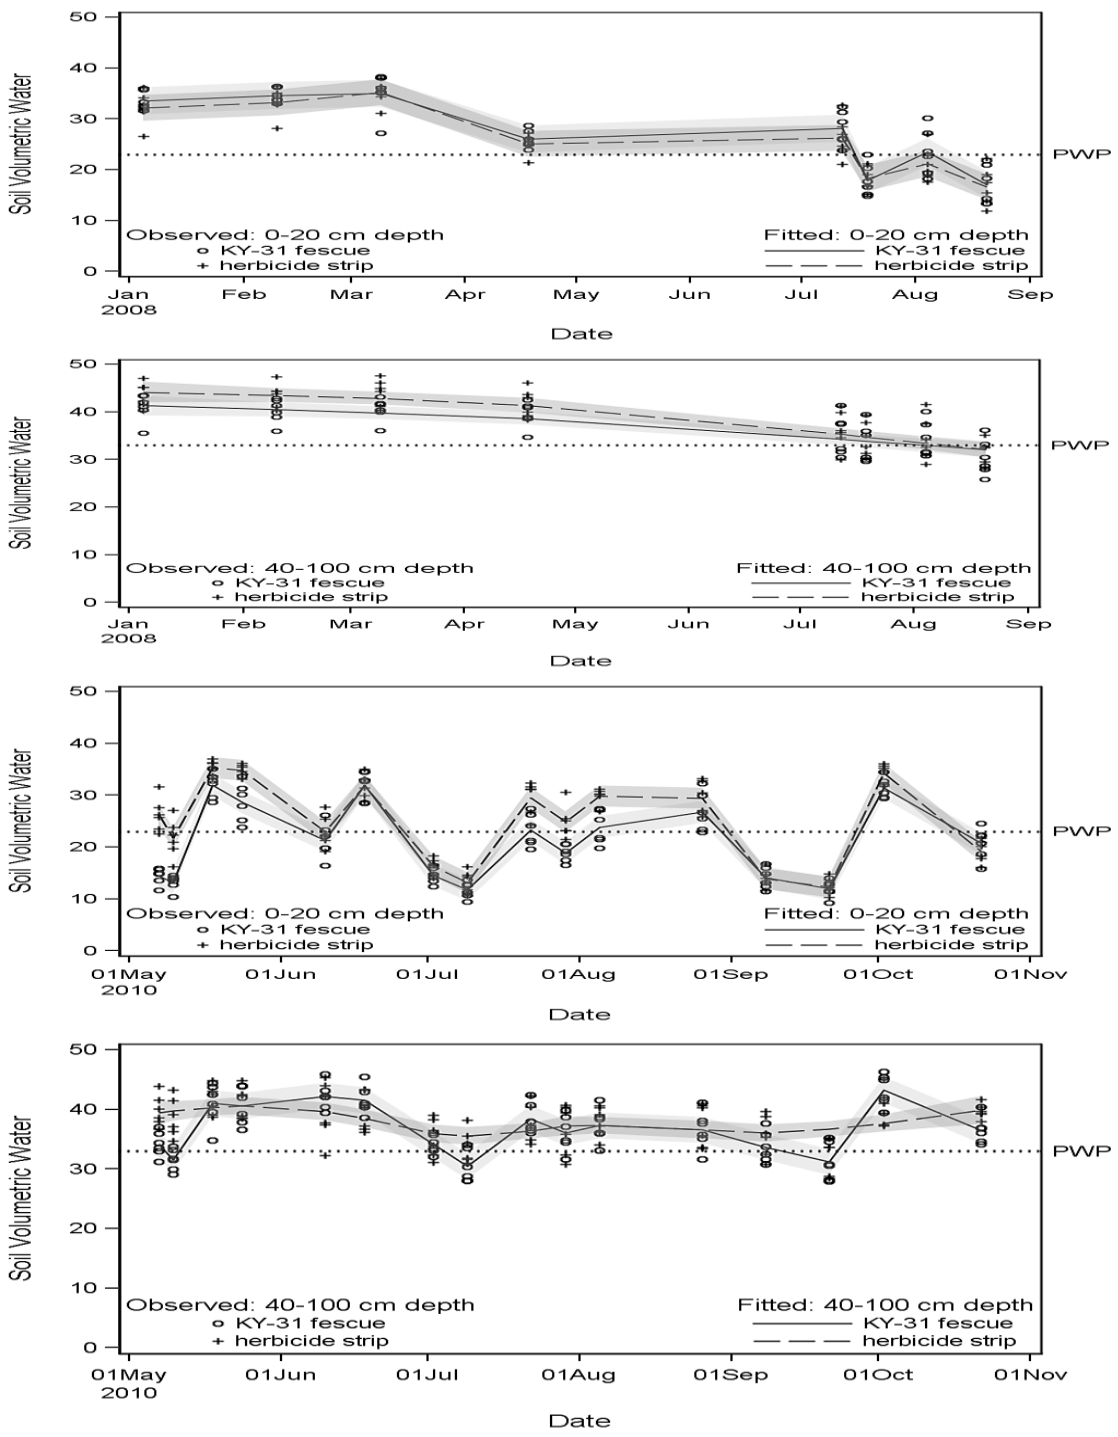 50
40
30
20
10
0
Soil Volumetric Water
PWP
Observed: 0-20 cm depth
KY-31 fescue
herbicide strip
Fitted: 0-20 cm depth
KY-31 fescue
herbicide strip
Jan Feb Mar Apr May Jun Jul Aug Sep
2008
Date
50
40
30
20
10
0
Soil Volumetric Water
PWP
Observed: 40-100 cm depth
KY-31 fescue
herbicide strip
Fitted: 40-100 cm depth
KY-31 fescue
herbicide strip
Jan Feb Mar Apr May Jun Jul Aug Sep
2008
Date
50
40
30
20
10
0
Soil Volumetric Water
PWP
Observed: 0-20 cm depth
KY-31 fescue
herbicide strip
Fitted: 0-20 cm depth
KY-31 fescue
herbicide strip
01May 01Jun 01Jul 01Aug 01Sep 01Oct 01Nov
2010
Date
50
40
30
20
10
0
Soil Volumetric Water
PWP
Observed: 40-100 cm depth
KY-31 fescue
herbicide strip
Fitted: 40-100 cm depth
KY-31 fescue
herbicide strip
01May 01Jun 01Jul 01Aug 01Sep 01Oct 01Nov
2010
Date